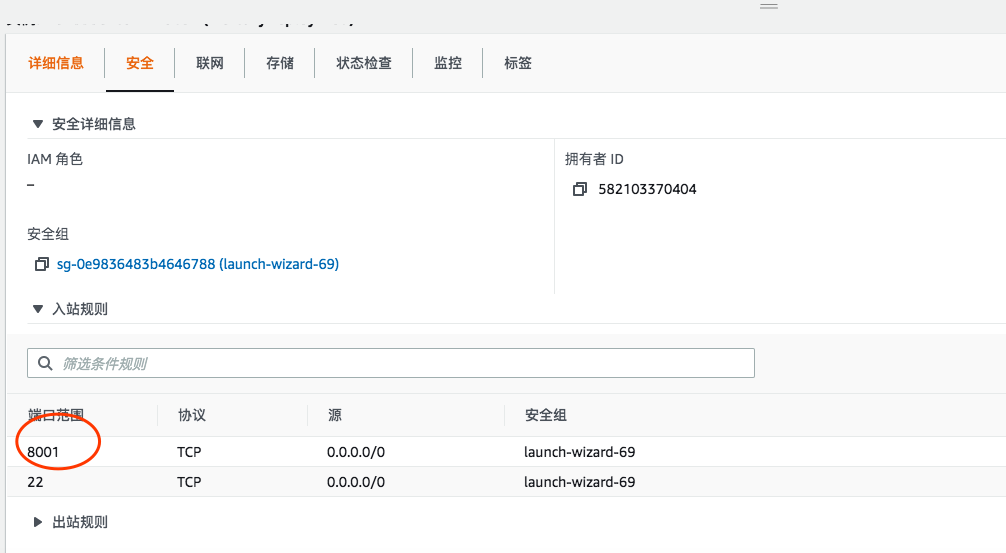 详细信息 安全 联网 存储 状态检查 监控 标签
安全详细信息
IAM 角色 拥有者 ID
– 582103370404
安全组
sg-0e9836483b4646788 (launch-wizard-69)
入站规则
筛选条件规则
端口范围 协议 源 安全组
8001 TCP 0.0.0.0/0 launch-wizard-69
22 TCP 0.0.0.0/0 launch-wizard-69
出站规则